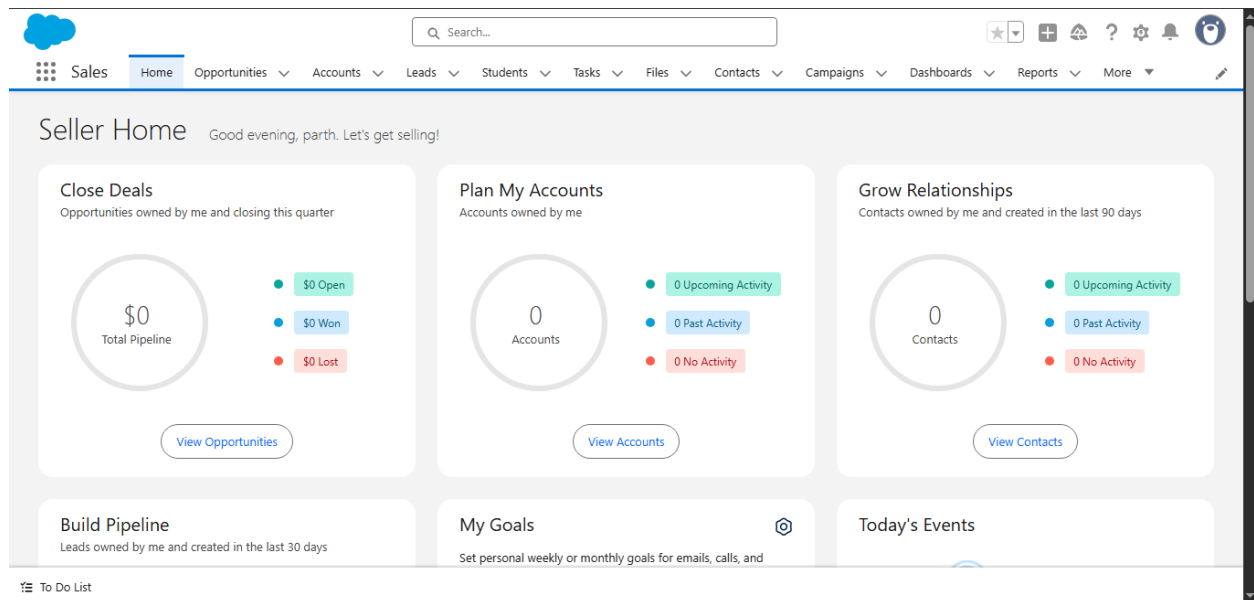 Search...
Sales Home Opportunities Accounts Leads Students Tasks Files Contacts Campaigns Dashboards Reports More
Seller Home Good evening, parth. Let's get selling!
Close Deals
Opportunities owned by me and closing this quarter
$0
Total Pipeline
$0 Open
$0 Won
$0 Lost
View Opportunities
Plan My Accounts
Accounts owned by me
0
Accounts
0 Upcoming Activity
0 Past Activity
0 No Activity
View Accounts
Grow Relationships
Contacts owned by me and created in the last 90 days
0
Contacts
0 Upcoming Activity
0 Past Activity
0 No Activity
View Contacts
Build Pipeline
Leads owned by me and created in the last 30 days
My Goals
Set personal weekly or monthly goals for emails, calls, and
Today's Events
To Do List